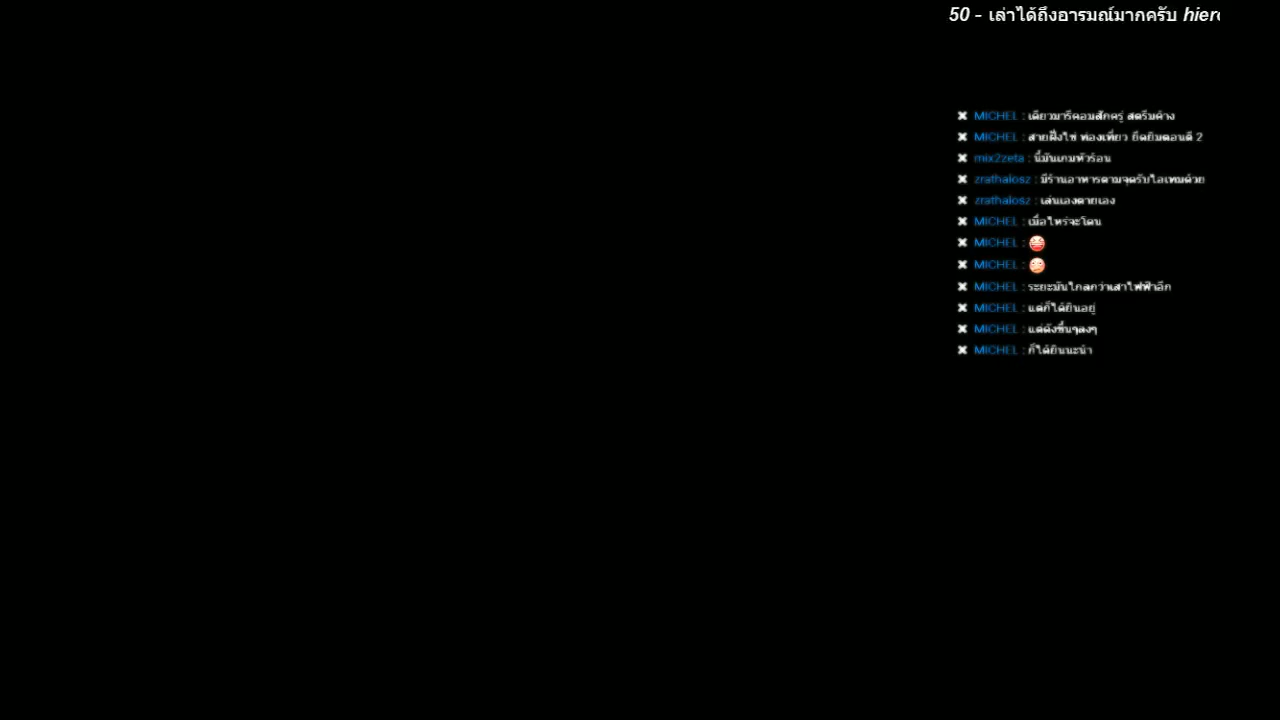 50 - เล่าได้ถึงอารมณ์มากครับ hier
MICHEL : เดียวมารีคอมสักครู่ สตรีมค้าง
MICHEL : สายฝั่งใช่ ท่องเที่ยว ยึดยิมตอนตี 2
mix2zeta : นี้มันเกมหัวร้อน
zrathalosz : มีร้านอาหารตามจุดรับไอเทมด้วย
zrathalosz : เล่นเองตายเอง
MICHEL : เมื่อไหร่จะโดน
MICHEL :
MICHEL :
MICHEL : ระยะมันไกลกว่าเสาไฟฟ้าอีก
MICHEL : แต่ก็ได้ยินอยู่
MICHEL : แต่ดังขึ้นๆลงๆ
MICHEL : ก็ได้ยินนะน้า